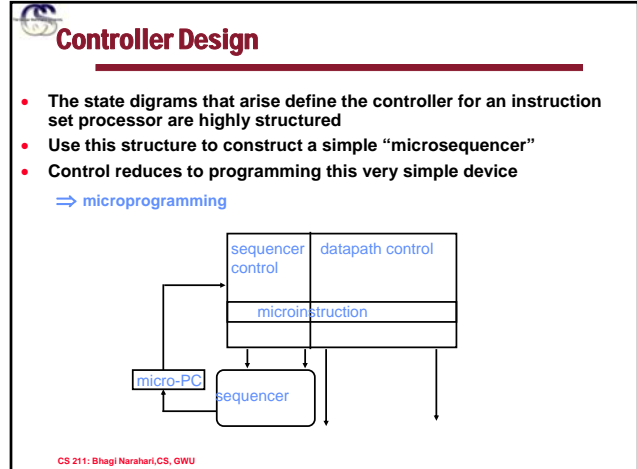 Controller Design
• The state digrams that arise define the controller for an instruction
set processor are highly structured
• Use this structure to construct a simple “microsequencer”
• Control reduces to programming this very simple device
⇒ microprogramming
sequencer datapath control
control
microinstruction
micro-PC
sequencer
CS 211: Bhagi Narahari,CS, GWU